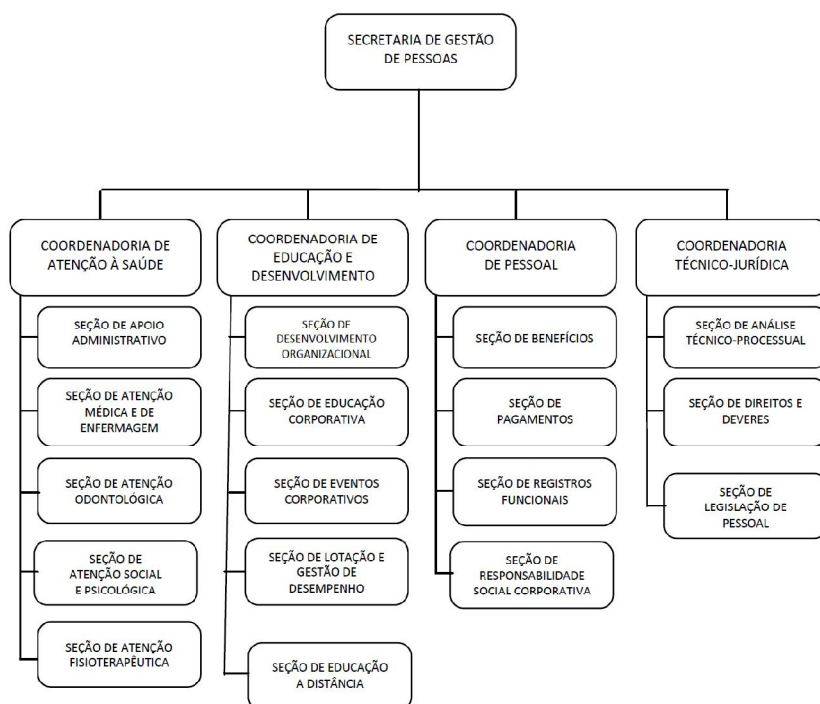 SECRETARIA DE GESTÃO
DE PESSOAS
COORDENADORIA DE
ATENÇÃO À SAÚDE
COORDENADORIA DE
EDUCAÇÃO E
DESENVOLVIMENTO
COORDENADORIA
DE PESSOAL
COORDENADORIA
TÉCNICO-JURÍDICA
SEÇÃO DE APOIO
ADMINISTRATIVO
SEÇÃO DE ATENÇÃO
MÉDICA E DE
ENFERMAGEM
SEÇÃO DE ATENÇÃO
ODONTOLÓGICA
SEÇÃO DE
ATENÇÃO SOCIAL
E PSICOLÓGICA
SEÇÃO DE ATENÇÃO
FISIOTERAPÊUTICA
SEÇÃO DE
DESENVOLVIMENTO
ORGANIZACIONAL
SEÇÃO DE EDUCAÇÃO
CORPORATIVA
SEÇÃO DE EVENTOS
CORPORATIVOS
SEÇÃO DE LOTAÇÃO E
GESTÃO DE
DESEMPENHO
SEÇÃO DE EDUCAÇÃO
A DISTÂNCIA
SEÇÃO DE BENEFÍCIOS
SEÇÃO DE
PAGAMENTOS
SEÇÃO DE REGISTROS
FUNCIONAIS
SEÇÃO DE
RESPONSABILIDADE
SOCIAL CORPORATIVA
SEÇÃO DE ANÁLISE
TÉCNICO-PROCESSUAL
SEÇÃO DE DIREITOS E
DEVERES
SEÇÃO DE
LEGISLAÇÃO DE
PESSOAL